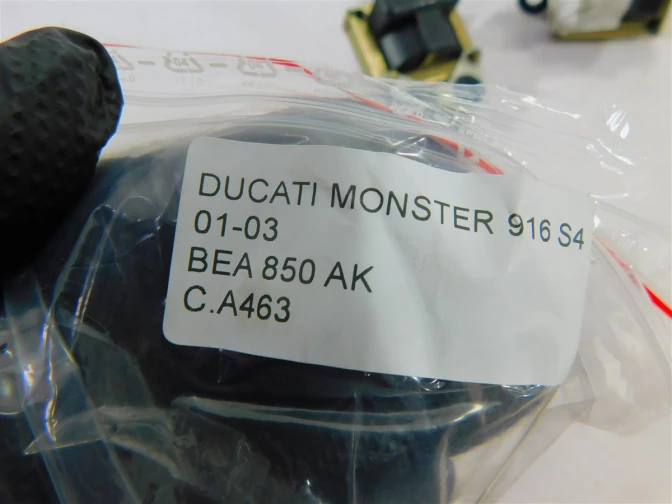 DUCATI MONSTER 916 S4
01-03
BEA 850 AK
C.A463